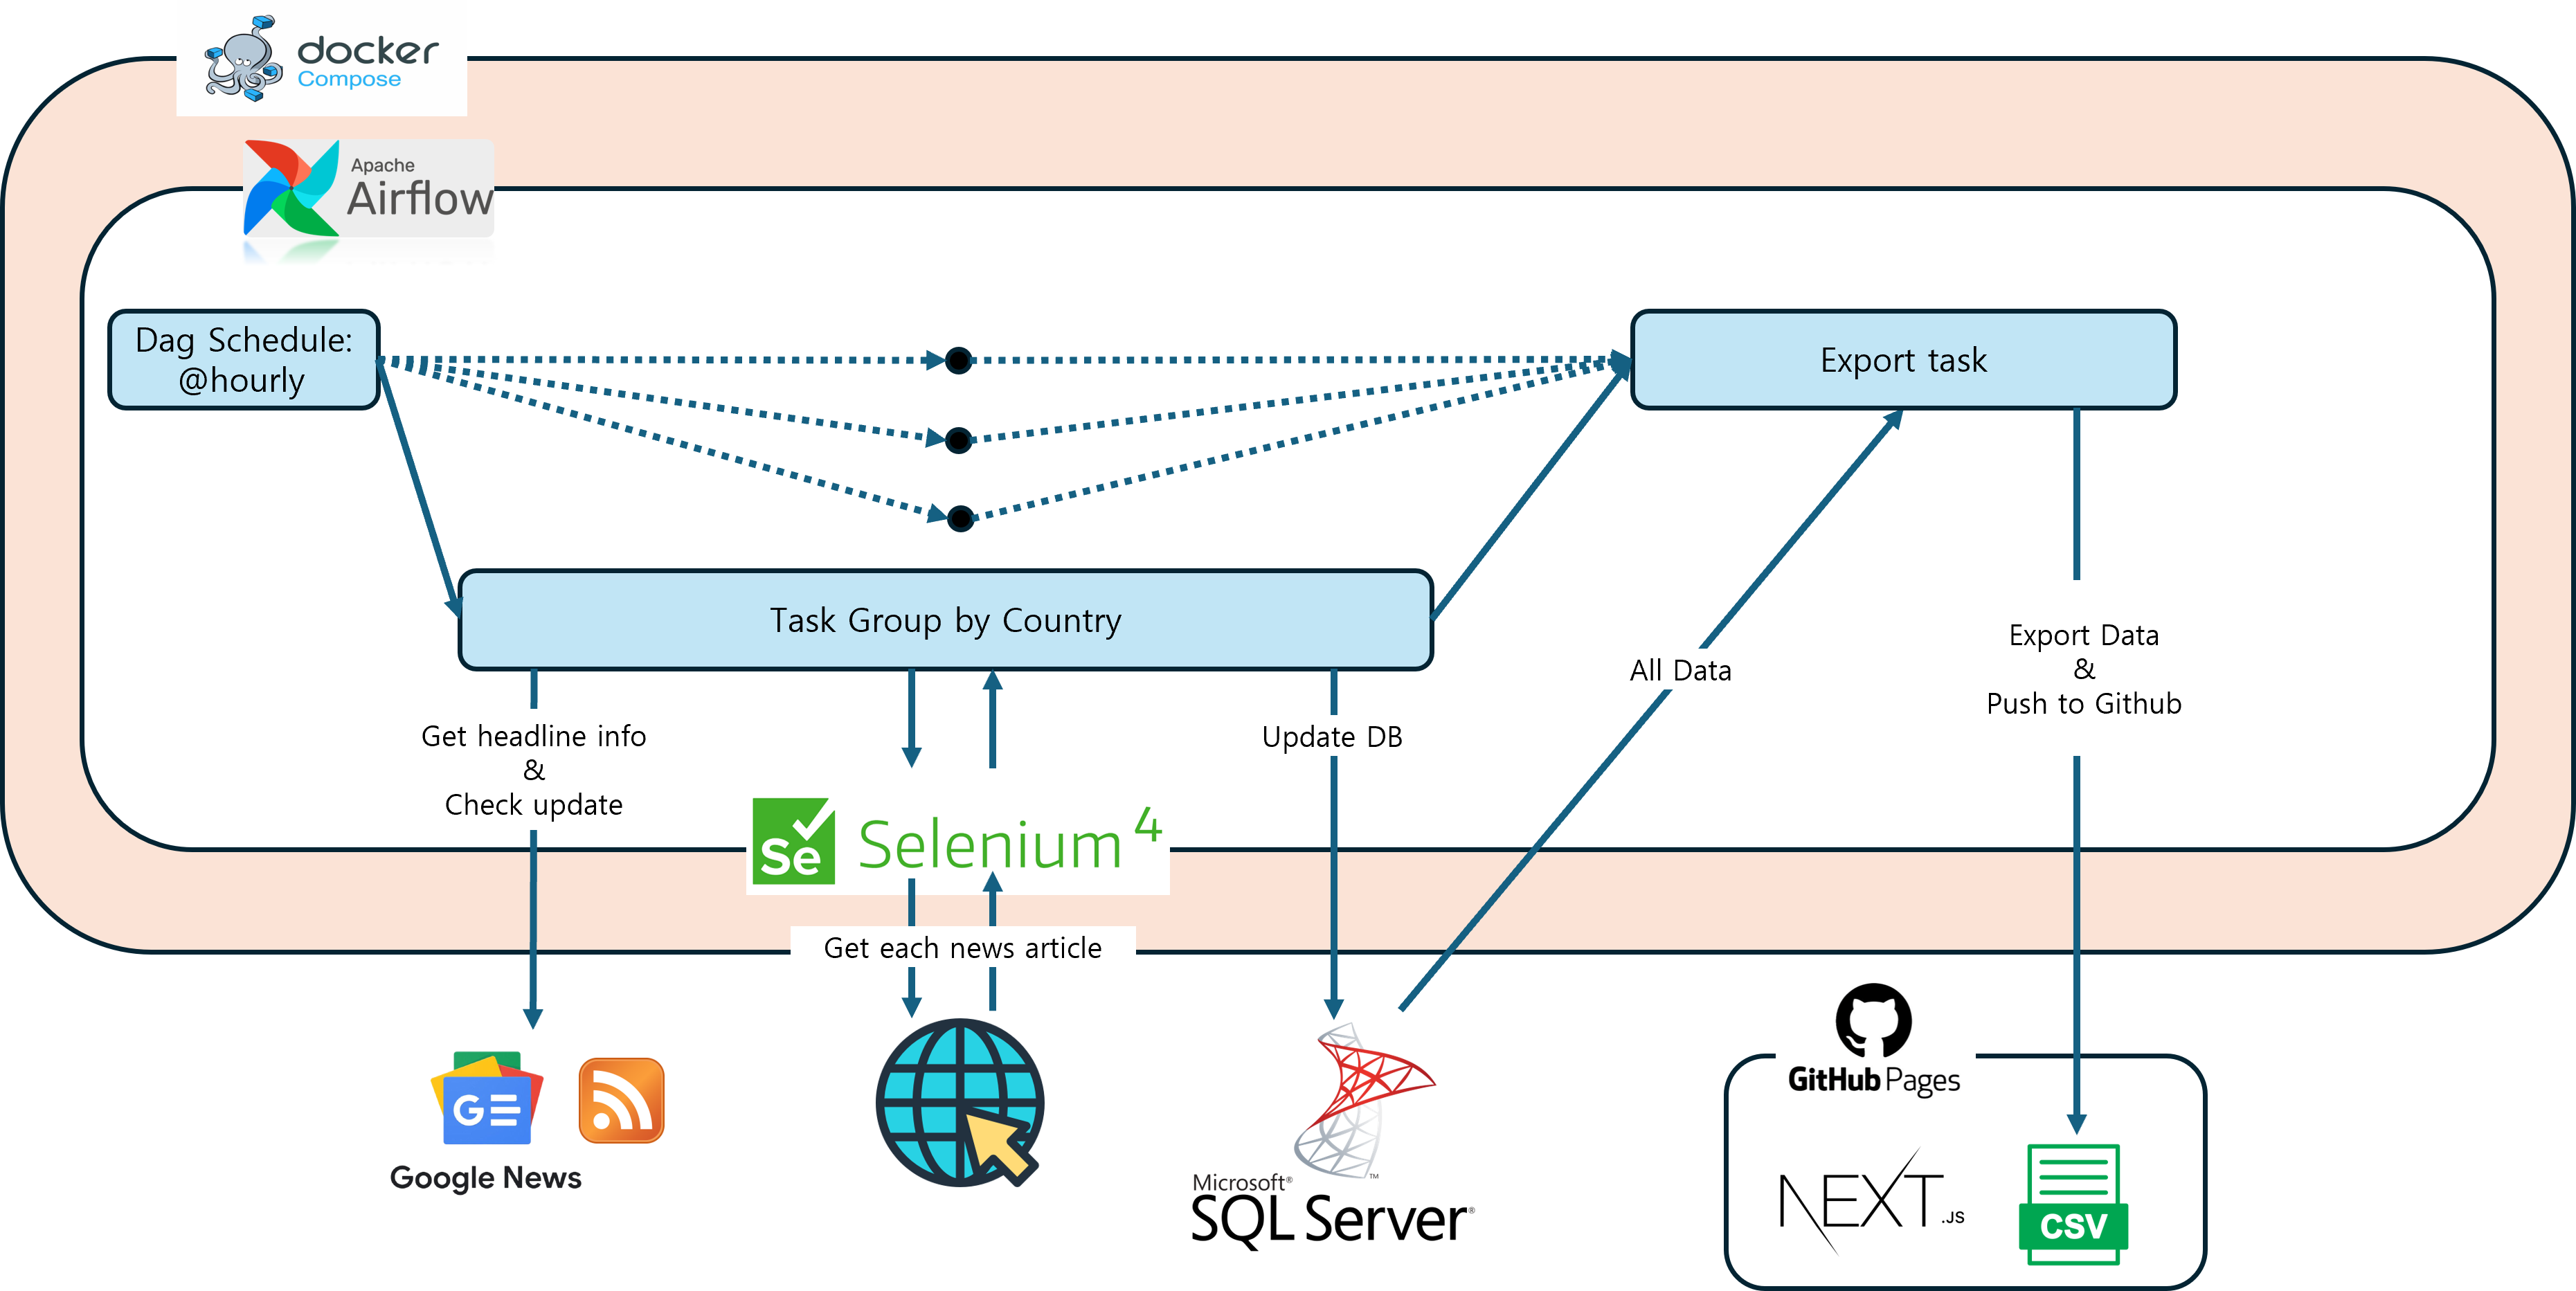 docker
Compose
Apache
Airflow
Dag Schedule:
@hourly
Export task
Task Group by Country
Get headline info
&
Check update
Update DB
All Data
Export Data
&
Push to Github
Se Selenium 4
Get each news article
GitHub Pages
G
Google News
Microsoft®
™
SQL Server®
NEXT.JS
CSV